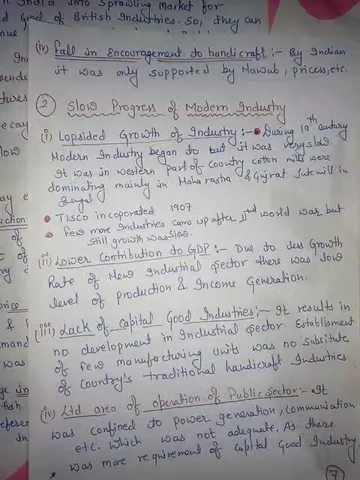 India into Sprawling market for
Goal of British Industries. So, they can
(iv) Fall in Encouragement to handicraft :- By Indian
it was only supported by Nawab, prices, etc.
② Slow Progress of Modern Industry
(i) Lopsided Growth of Industry :- • During 19th century
Modern Industry began to but it was very slow.
It was in western part of country cotton mill were
dominating mainly in Maharastra & Gujrat. Jute mill in
Bengal
• TISCO incoporated 1907.
• Few more Industries came up after IInd world war but
still growth was slow.
(ii) Lower Contribution to GDP :- Due to less Growth
Rate of New Industrial sector there was low
level of production & Income Generation.
(iii) Lack of Capital Good Industries :- It results in
no development in Industrial sector. Establisment
of few manufacturing units was no subsitute
of Country's traditional handicraft Industries.
(iv) Ltd area of operation of Public Sector :- It
was confined to power generation, communication
etc. which was not adequate. As there
was more requirement of Capital Good Industry
7